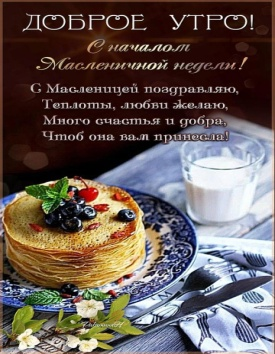 ДОБРОЕ УТРО!
С началом
Масленичной недели!
С Масленицей поздравляю,
Теплоты, любви желаю,
Много счастья и добра,
Чтоб она вам принесла!